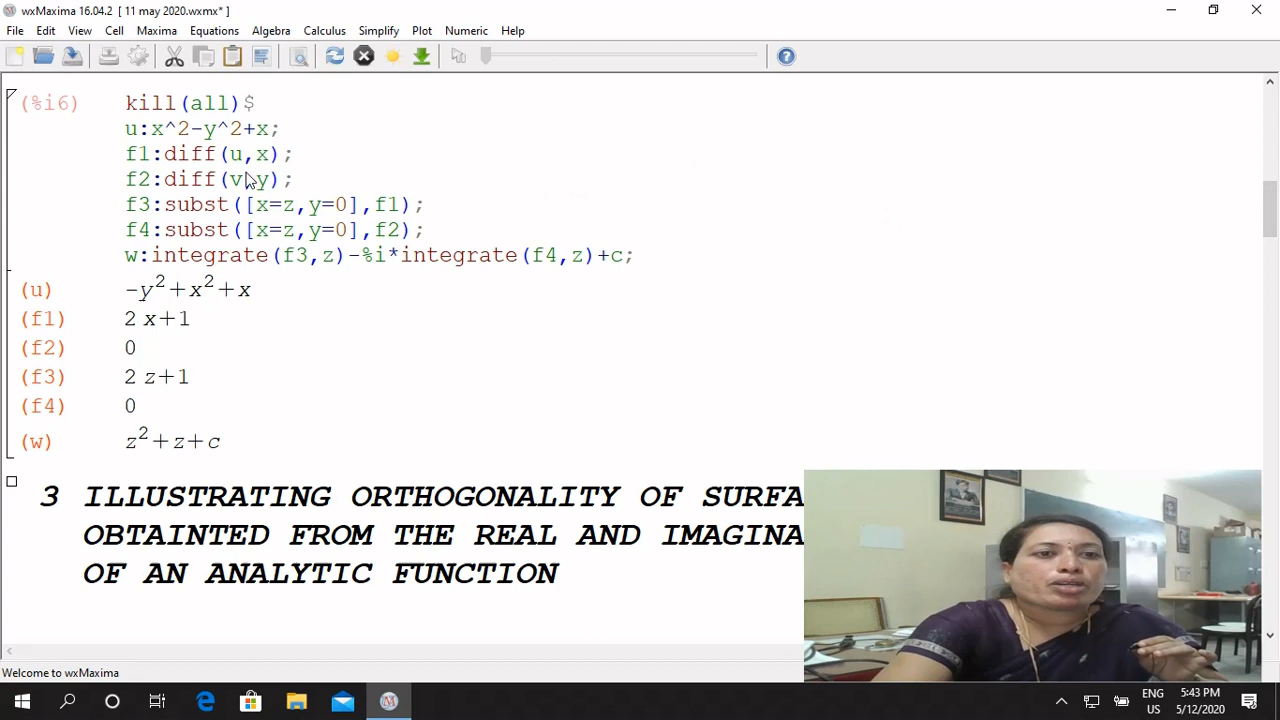 wxMaxima 16.04.2 [ 11 may 2020.wxmx* ]
File Edit View Cell Maxima Equations Algebra Calculus Simplify Plot Numeric Help
(%i6) kill(all)$
u:x^2-y^2+x;
f1:diff(u,x);
f2:diff(v,y);
f3:subst([x=z,y=0],f1);
f4:subst([x=z,y=0],f2);
w:integrate(f3,z)-%i*integrate(f4,z)+c;
(u) -y²+x²+x
(f1) 2 x+1
(f2) 0
(f3) 2 z+1
(f4) 0
(w) z²+z+c
3 ILLUSTRATING ORTHOGONALITY OF SURFA
OBTAINTED FROM THE REAL AND IMAGINA
OF AN ANALYTIC FUNCTION
Welcome to wxMaxima
ENG 5:43 PM
US 5/12/2020